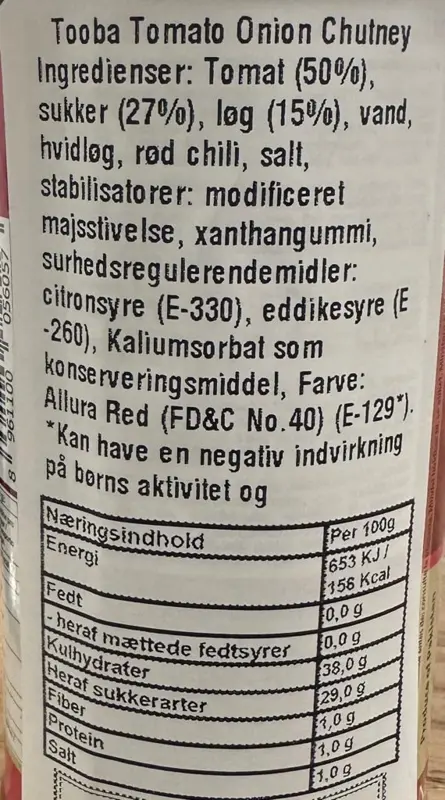 Tooba Tomato Onion Chutney
Ingredienser: Tomat (50%),
sukker (27%), løg (15%), vand,
hvidløg, rød chili, salt,
stabilisatorer: modificeret
majsstivelse, xanthangummi,
surhedsregulerendemidler:
citronsyre (E-330), eddikesyre (E
-260), Kaliumsorbat som
konserveringsmiddel, Farve:
Allura Red (FD&C No.40) (E-129*).
*Kan have en negativ indvirkning
på børns aktivitet og
Næringsindhold Per 100g
Energi 653 KJ /
156 Kcal
Fedt 0,0 g
- heraf mættede fedtsyrer 0,0 g
Kulhydrater 38,0 g
Heraf sukkerarter 29,0 g
Fiber 1,0 g
Protein 1,0 g
Salt 1,0 g